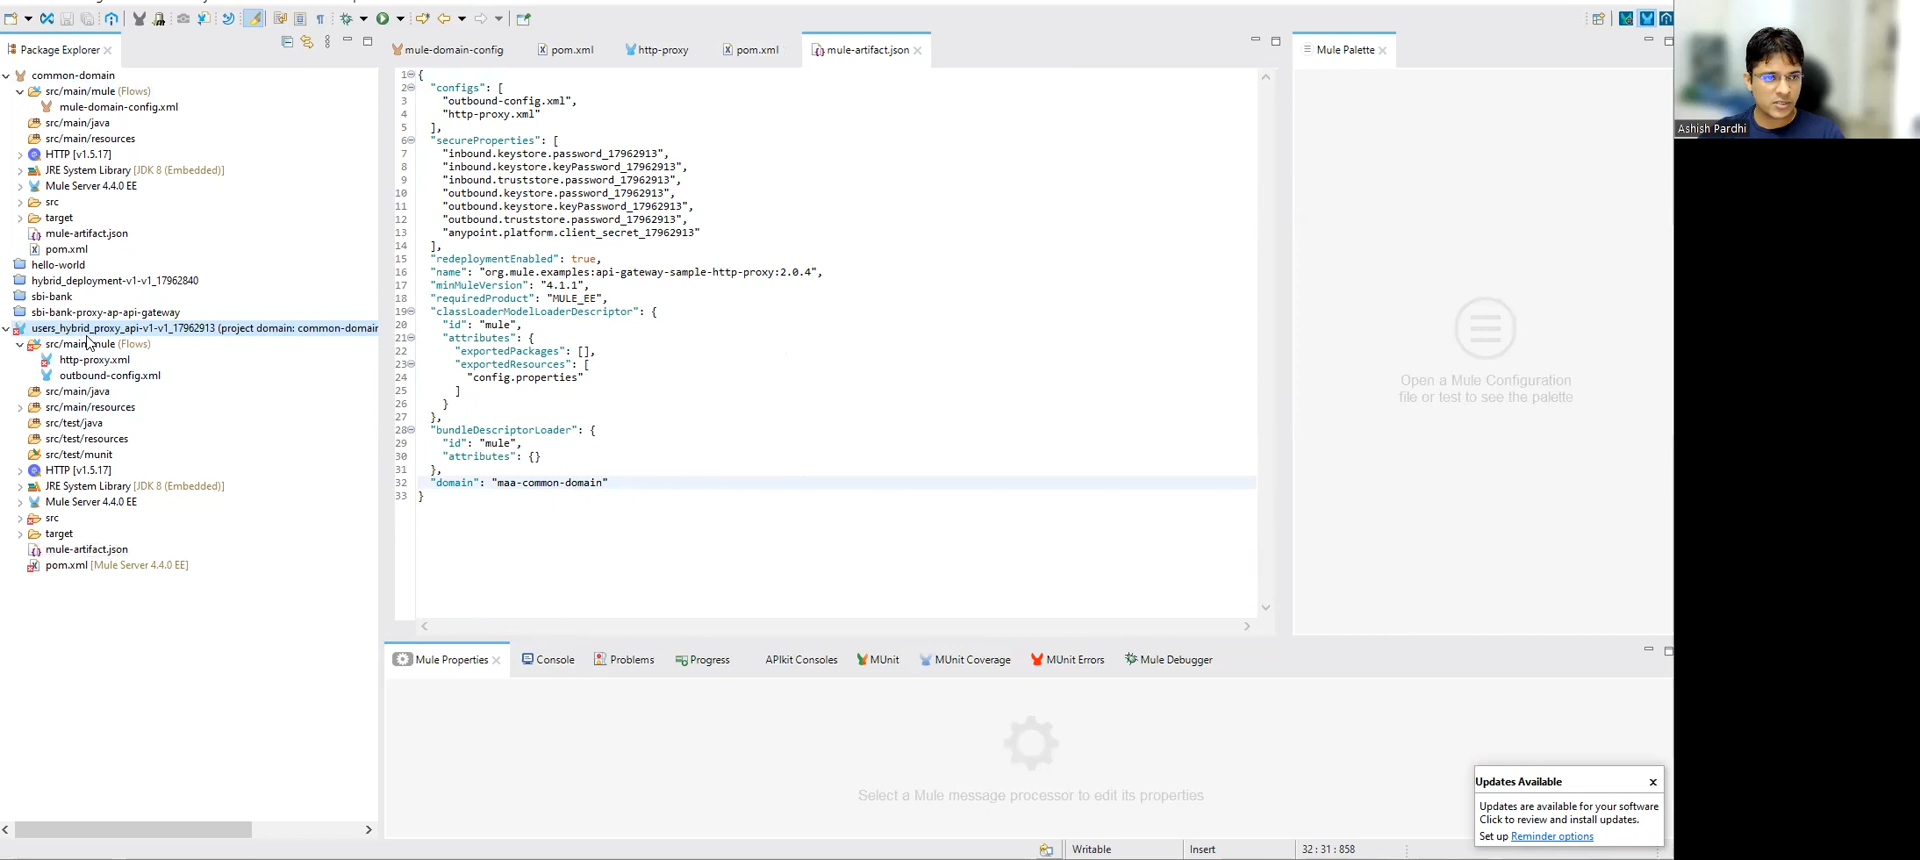 Package Explorer
common-domain
src/main/mule (Flows)
mule-domain-config.xml
src/main/java
src/main/resources
HTTP [v1.5.17]
JRE System Library [JDK 8 (Embedded)]
Mule Server 4.4.0 EE
src
target
mule-artifact.json
pom.xml
hello-world
hybrid_deployment-v1-v1_17962840
sbi-bank
sbi-bank-proxy-ap-api-gateway
users_hybrid_proxy_api-v1-v1_17962913 (project domain: common-domain
src/main/mule (Flows)
http-proxy.xml
outbound-config.xml
src/main/java
src/main/resources
src/test/java
src/test/resources
src/test/munit
HTTP [v1.5.17]
JRE System Library [JDK 8 (Embedded)]
Mule Server 4.4.0 EE
src
target
mule-artifact.json
pom.xml [Mule Server 4.4.0 EE]
mule-domain-config pom.xml http-proxy pom.xml mule-artifact.json
1 {
2 "configs": [
3 "outbound-config.xml",
4 "http-proxy.xml"
5 ],
6 "secureProperties": [
7 "inbound.keystore.password_17962913",
8 "inbound.keystore.keyPassword_17962913",
9 "inbound.truststore.password_17962913",
10 "outbound.keystore.password_17962913",
11 "outbound.keystore.keyPassword_17962913",
12 "outbound.truststore.password_17962913",
13 "anypoint.platform.client_secret_17962913"
14 ],
15 "redeploymentEnabled": true,
16 "name": "org.mule.examples:api-gateway-sample-http-proxy:2.0.4",
17 "minMuleVersion": "4.1.1",
18 "requiredProduct": "MULE_EE",
19 "classLoaderModelLoaderDescriptor": {
20 "id": "mule",
21 "attributes": {
22 "exportedPackages": [],
23 "exportedResources": [
24 "config.properties"
25 ]
26 }
27 },
28 "bundleDescriptorLoader": {
29 "id": "mule",
30 "attributes": {}
31 },
32 "domain": "maa-common-domain"
33 }
Mule Palette
Open a Mule Configuration
file or test to see the palette
Ashish Pardhi
Mule Properties Console Problems Progress APIkit Consoles MUnit MUnit Coverage MUnit Errors Mule Debugger
Select a Mule message processor to edit its properties
Updates Available
Updates are available for your software
Click to review and install updates.
Set up Reminder options
Writable Insert 32 : 31 : 858